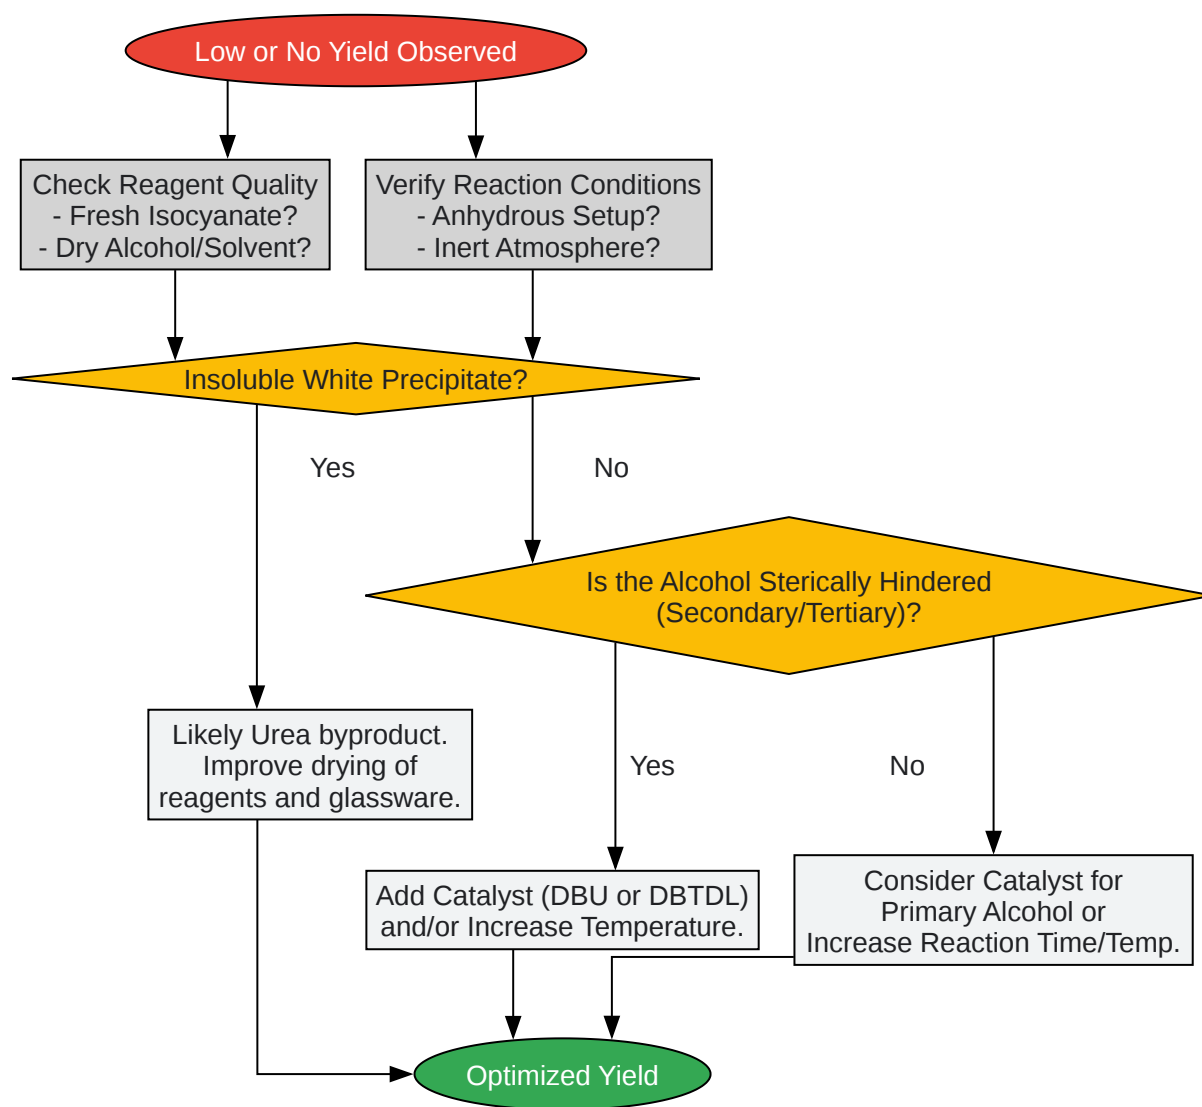 Low or No Yield Observed
Check Reagent Quality
- Fresh Isocyanate?
- Dry Alcohol/Solvent?
Verify Reaction Conditions
- Anhydrous Setup?
- Inert Atmosphere?
Insoluble White Precipitate?
Yes
No
Is the Alcohol Sterically Hindered
(Secondary/Tertiary)?
Likely Urea byproduct.
Improve drying of
reagents and glassware.
Yes
No
Add Catalyst (DBU or DBTDL)
and/or Increase Temperature.
Consider Catalyst for
Primary Alcohol or
Increase Reaction Time/Temp.
Optimized Yield